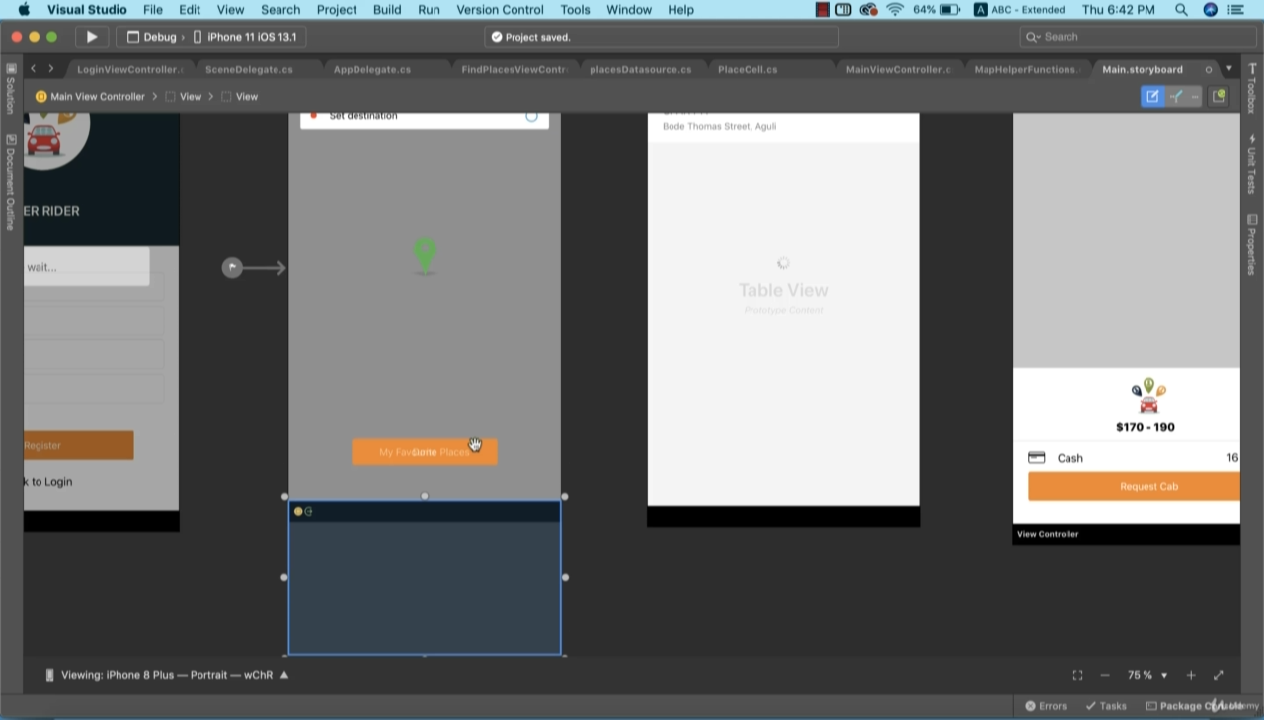 Visual Studio File Edit View Search Project Build Run Version Control Tools Window Help 64% A ABC - Extended Thu 6:42 PM
Debug › iPhone 11 iOS 13.1
Project saved.
Search
LoginViewController.c SceneDelegate.cs AppDelegate.cs FindPlacesViewContr placesDatasource.cs PlaceCell.cs MainViewController.c MapHelperFunctions. Main.storyboard
Main View Controller > View > View
Solution
Document Outline
Toolbox
Unit Tests
Properties
ER RIDER
wait...
Register
k to Login
Set destination
My Favourite Places
Bode Thomas Street, Aguli
Table View
Prototype Content
$170 - 190
Cash 16
Request Cab
View Controller
Viewing: iPhone 8 Plus — Portrait — wChR
75 %
Errors Tasks Package
Udemy